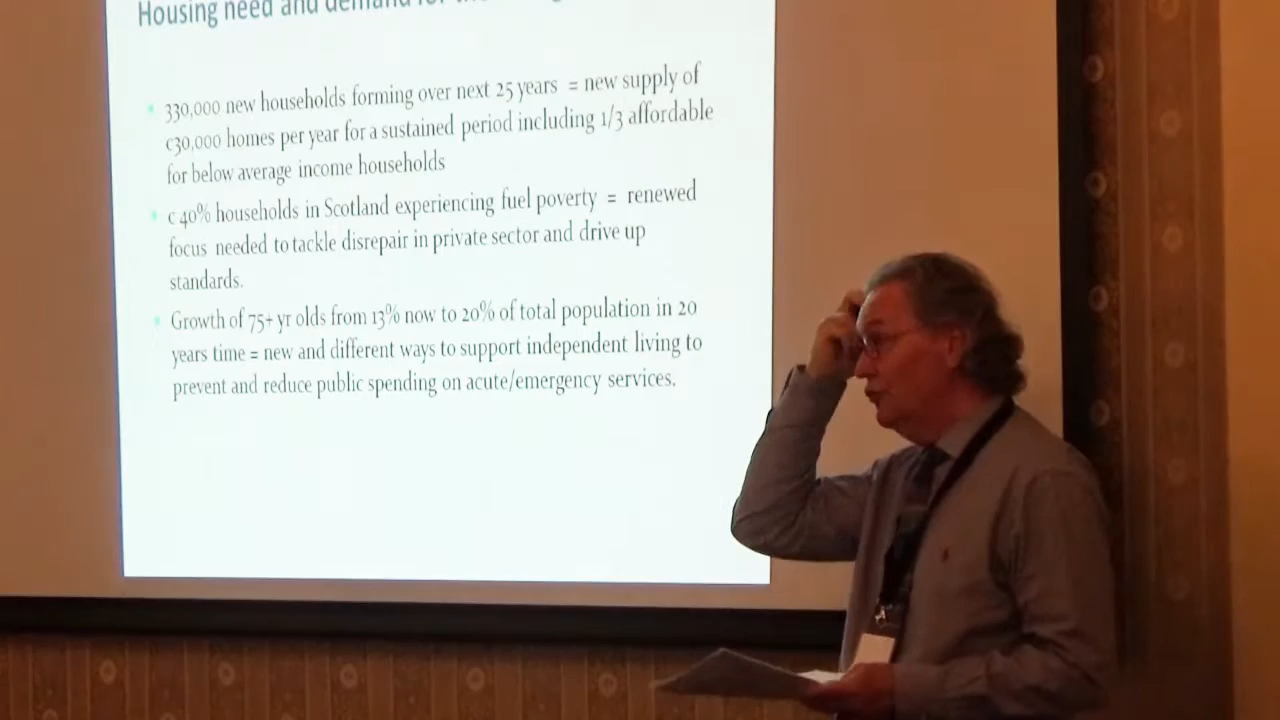 Housing need and demand for the
330,000 new households forming over next 25 years = new supply of
c30,000 homes per year for a sustained period including 1/3 affordable
for below average income households
c 40% households in Scotland experiencing fuel poverty = renewed
focus needed to tackle disrepair in private sector and drive up
standards.
Growth of 75+ yr olds from 13% now to 20% of total population in 20
years time = new and different ways to support independent living to
prevent and reduce public spending on acute/emergency services.